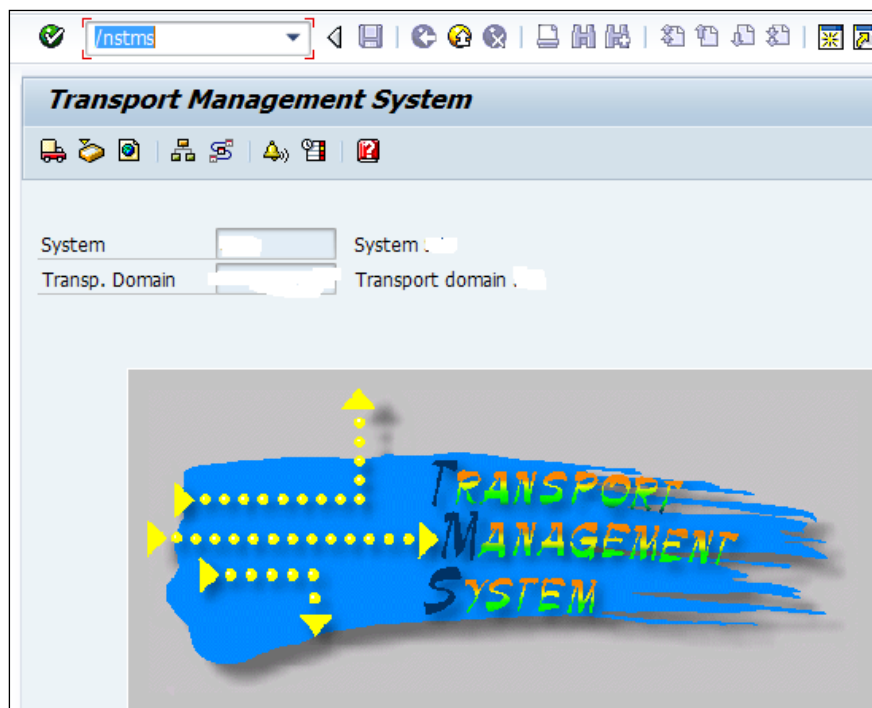 /nstms
Transport Management System
System System
Transp. Domain Transport domain
TRANSPORT
MANAGEMENT
SYSTEM